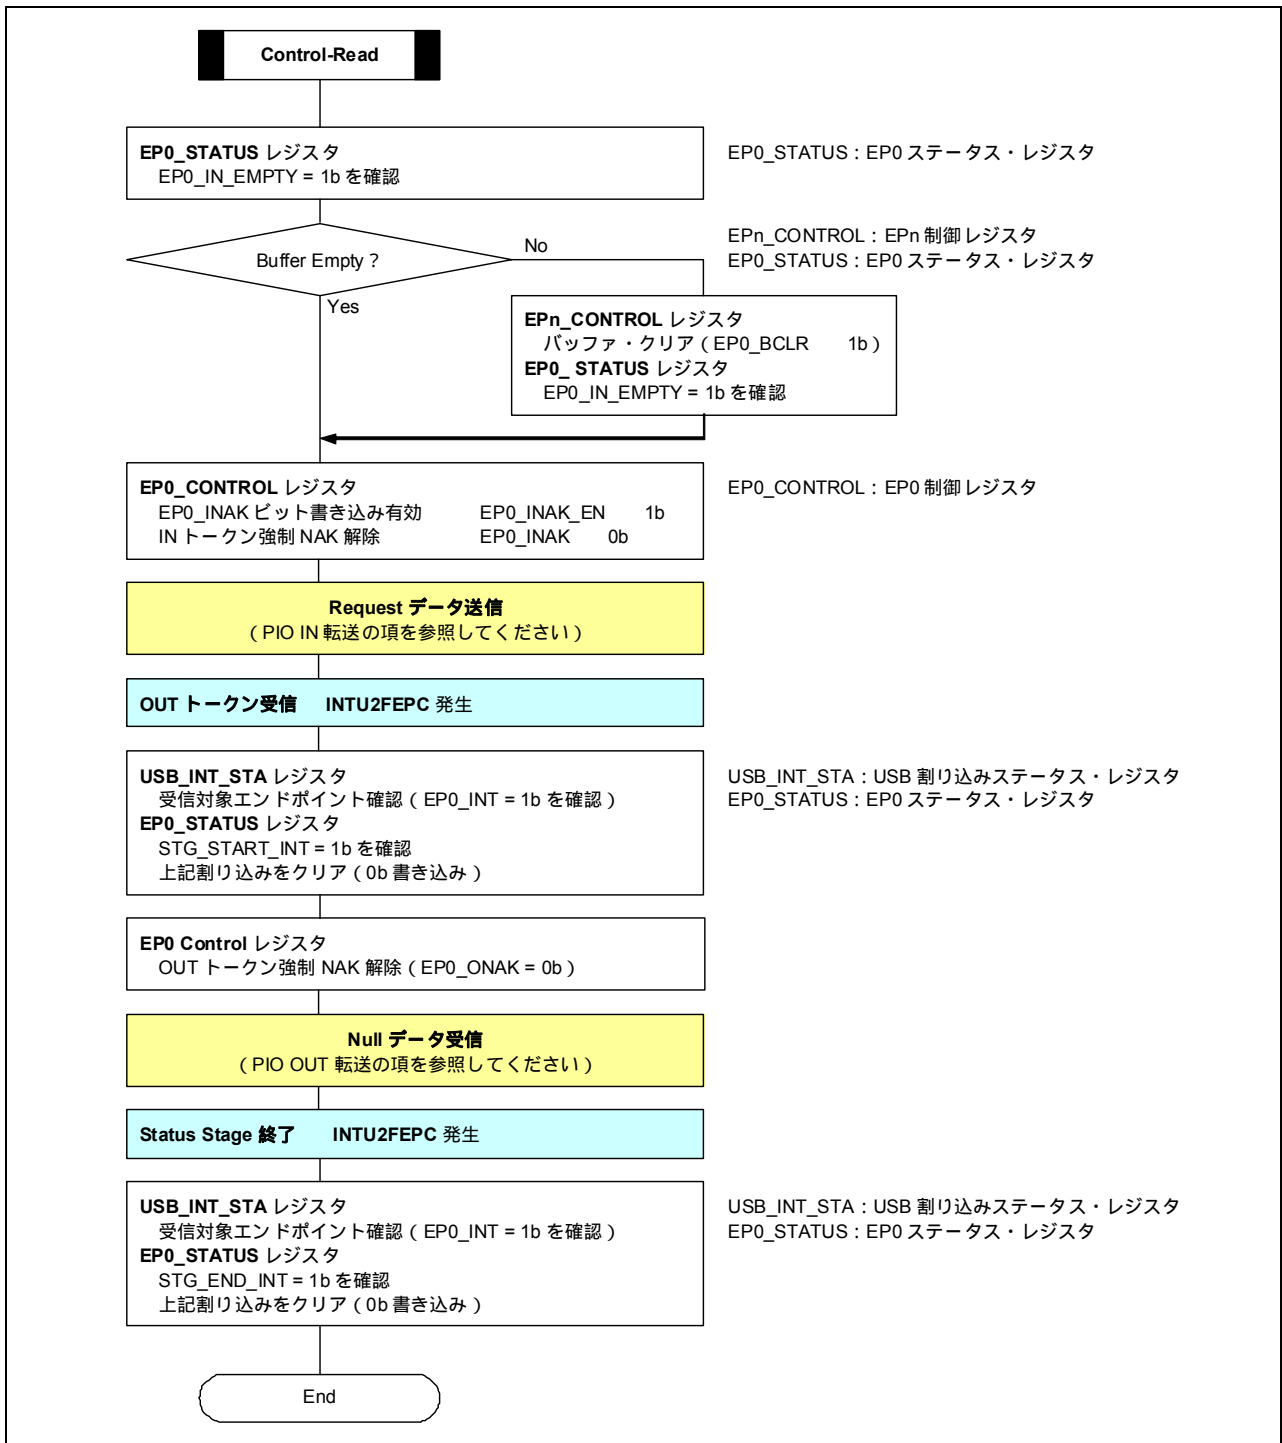 Control-Read
EP0_STATUS レジスタ
EP0_IN_EMPTY = 1b を確認
EP0_STATUS：EP0 ステータス・レジスタ
Buffer Empty？
No
Yes
EPn_CONTROL：EPn 制御レジスタ
EP0_STATUS：EP0 ステータス・レジスタ
EPn_CONTROL レジスタ
バッファ・クリア（EP0_BCLR　1b）
EP0_ STATUS レジスタ
EP0_IN_EMPTY = 1b を確認
EP0_CONTROL レジスタ
EP0_INAK ビット書き込み有効　EP0_INAK_EN　1b
IN トークン強制 NAK 解除　EP0_INAK　0b
EP0_CONTROL：EP0 制御レジスタ
Request データ送信
（PIO IN 転送の項を参照してください）
OUT トークン受信　INTU2FEPC 発生
USB_INT_STA レジスタ
受信対象エンドポイント確認（EP0_INT = 1b を確認）
EP0_STATUS レジスタ
STG_START_INT = 1b を確認
上記割り込みをクリア（0b 書き込み）
USB_INT_STA：USB 割り込みステータス・レジスタ
EP0_STATUS：EP0 ステータス・レジスタ
EP0 Control レジスタ
OUT トークン強制 NAK 解除（EP0_ONAK = 0b）
Null データ受信
（PIO OUT 転送の項を参照してください）
Status Stage 終了　INTU2FEPC 発生
USB_INT_STA レジスタ
受信対象エンドポイント確認（EP0_INT = 1b を確認）
EP0_STATUS レジスタ
STG_END_INT = 1b を確認
上記割り込みをクリア（0b 書き込み）
USB_INT_STA：USB 割り込みステータス・レジスタ
EP0_STATUS：EP0 ステータス・レジスタ
End